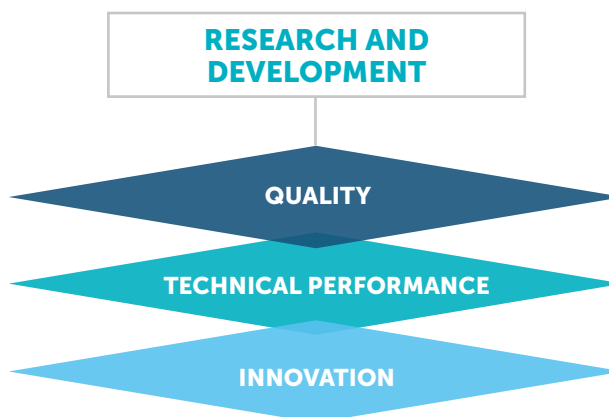 RESEARCH AND
DEVELOPMENT
QUALITY
TECHNICAL PERFORMANCE
INNOVATION